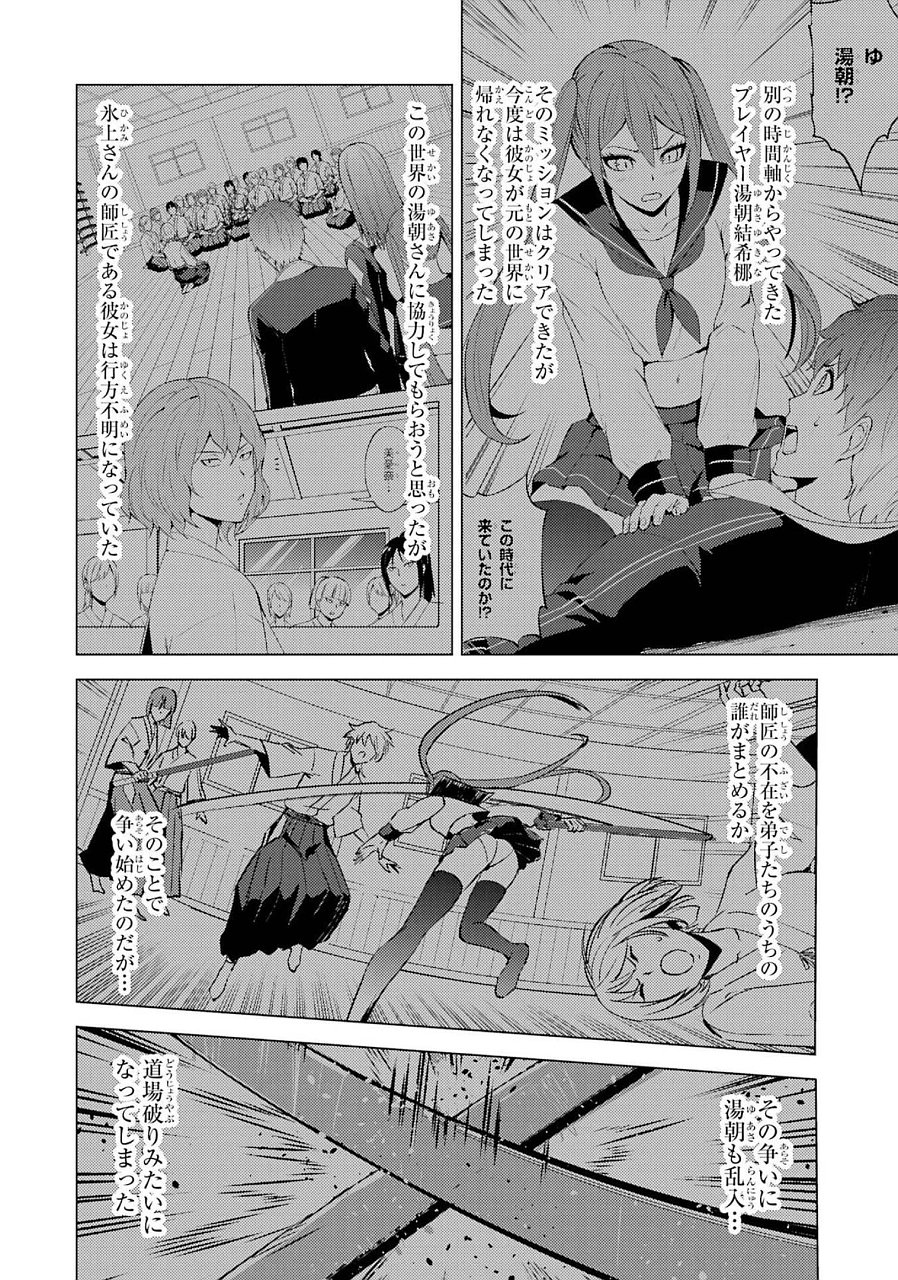 ゆ
湯朝!?
別の時間軸からやってきた
プレイヤー湯朝結希梛
そのミッションはクリアできたが
今度は彼女が元の世界に
帰れなくなってしまった
この時代に
来ていたのか!?
この世界の湯朝さんに協力してもらおうと思ったが
氷上さんの師匠である彼女は行方不明になっていた
師匠の不在を弟子たちのうちの
誰がまとめるか
そのことで
争い始めたのだが…
その争いに
湯朝も乱入…
道場破りみたいに
なってしまった